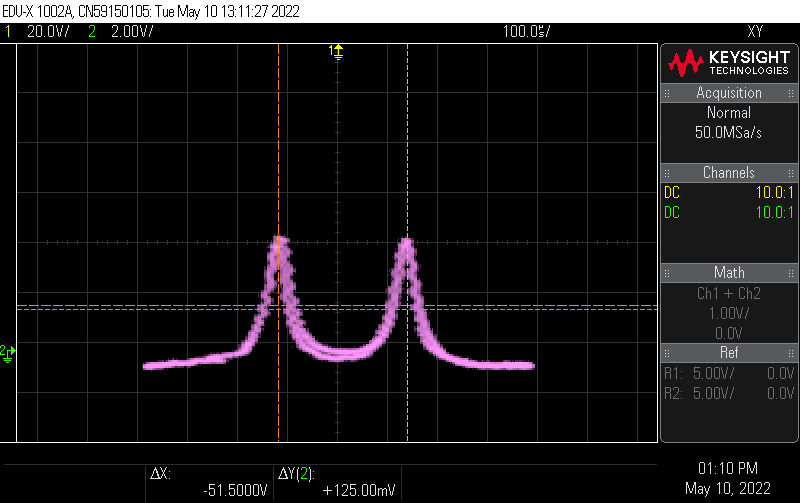 EDU-X 1002A, CN59150105: Tue May 10 13:11:27 2022
1 20.0V/ 2 2.00V/ 100.0s/ XY
1
KEYSIGHT
TECHNOLOGIES
Acquisition
Normal
50.0MSa/s
Channels
DC 10.0:1
DC 10.0:1
Math
Ch1 + Ch2
1.00V/
0.0V
Ref
R1: 5.00V/ 0.0V
R2: 5.00V/ 0.0V
2
ΔX:
-51.5000V
ΔY(2):
+125.00mV
01:10 PM
May 10, 2022